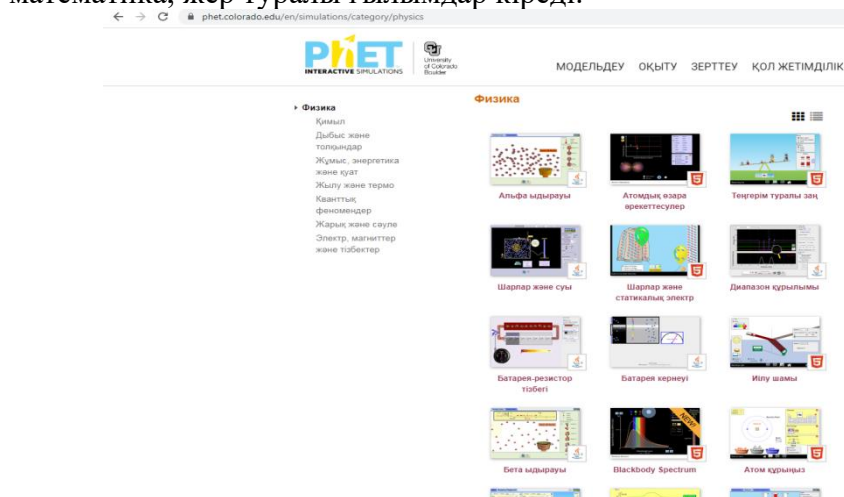 математика, жер туралы ғылымдар кіреді.
phet.colorado.edu/en/simulations/category/physics
PhET
INTERACTIVE SIMULATIONS
University
of Colorado
Boulder
МОДЕЛЬДЕУ ОҚЫТУ ЗЕРТТЕУ ҚОЛ ЖЕТІМДІЛІК
Физика
Қимыл
Дыбыс және
толқындар
Жұмыс, энергетика
және қуат
Жылу және термо
Кванттық
феномендер
Жарық және сәуле
Электр, магниттер
және тізбектер
Физика
Альфа ыдырауы
Атомдық өзара
әрекеттесулер
Теңгерім туралы заң
Шарлар және суы
Шарлар және
статикалық электр
Диапазон құрылымы
Батарея-резистор
тізбегі
Батарея кернеуі
Иілу шамы
NEW!
Бета ыдырауы
Blackbody Spectrum
Атом құрыңыз